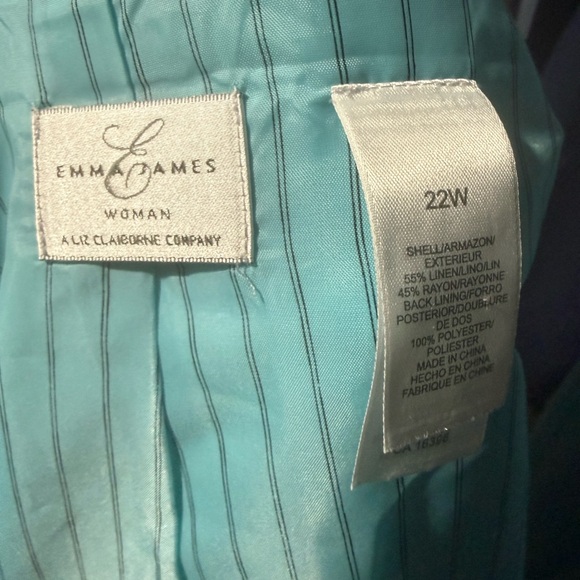 E
EMMA JAMES
WOMAN
A LIZ CLAIBORNE COMPANY
22W
SHELL/ARMAZON/
EXTERIEUR
55% LINEN/LINO/LIN
45% RAYON/RAYONNE
BACK LINING/FORRO
POSTERIOR/DOUBLURE
DE DOS
100% POLYESTER/
POLIESTER
MADE IN CHINA
HECHO EN CHINA
FABRIQUE EN CHINE